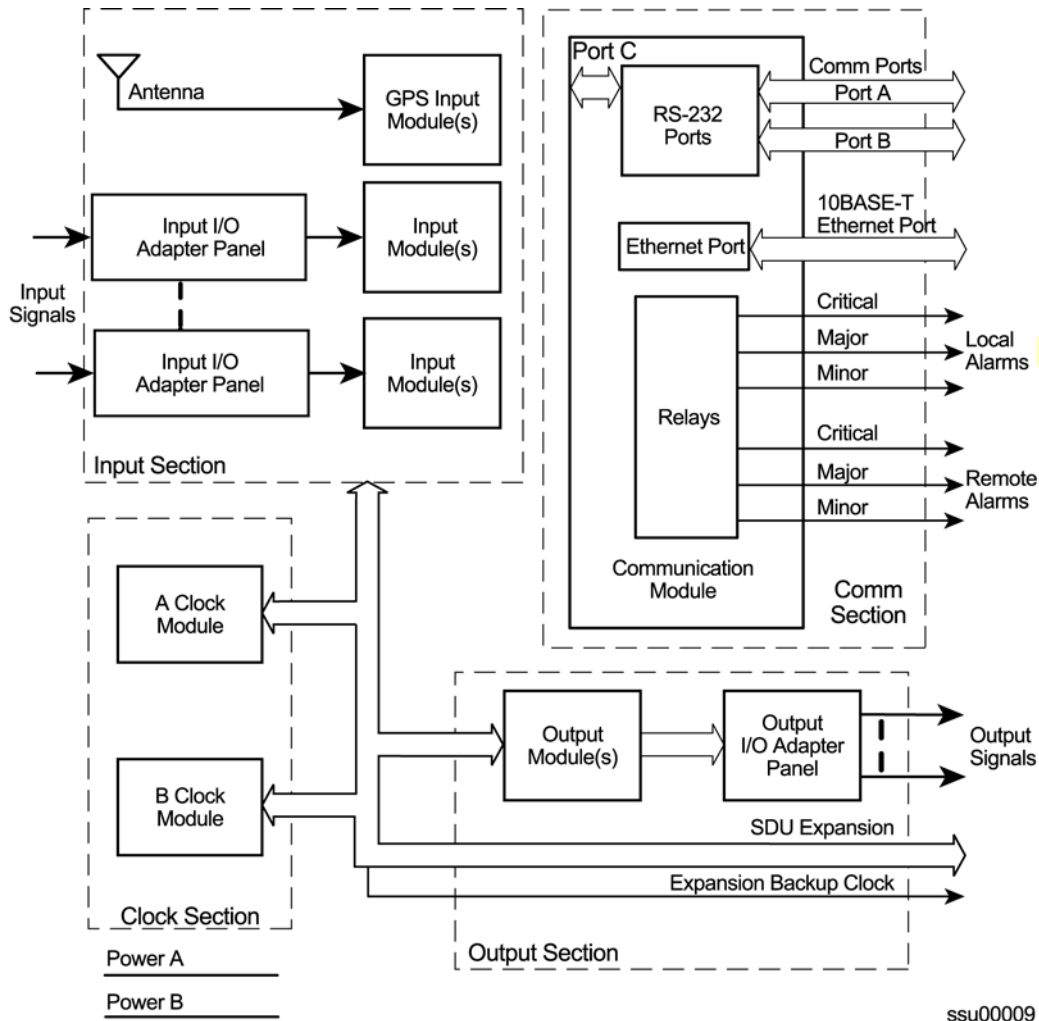 Antenna
GPS Input
Module(s)
Input I/O
Adapter Panel
Input
Module(s)
Input
Signals
Input I/O
Adapter Panel
Input
Module(s)
Input Section
Port C
RS-232
Ports
Comm Ports
Port A
Port B
10BASE-T
Ethernet Port
Ethernet Port
Relays
Critical
Major
Minor
Local
Alarms
Critical
Major
Minor
Remote
Alarms
Communication
Module
Comm
Section
A Clock
Module
B Clock
Module
Clock Section
Output
Module(s)
Output
I/O Adapter
Panel
Output
Signals
SDU Expansion
Expansion Backup Clock
Output Section
Power A
Power B
ssu00009